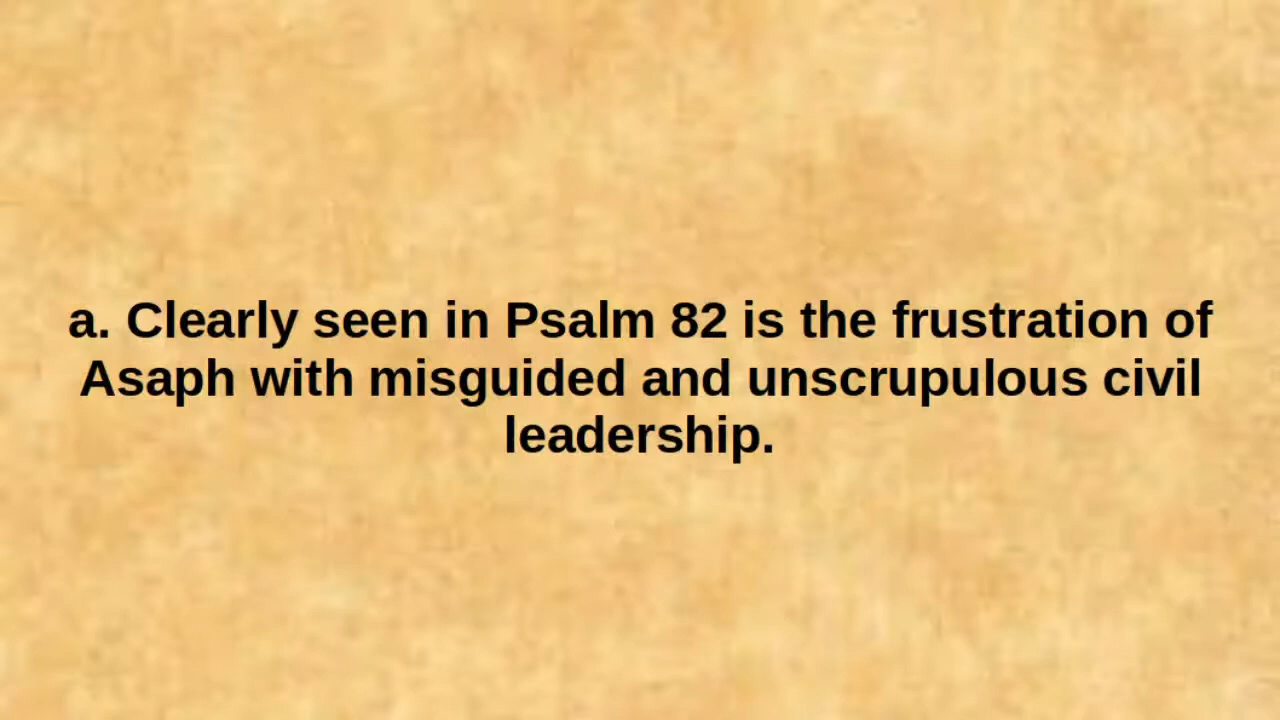 a. Clearly seen in Psalm 82 is the frustration of
Asaph with misguided and unscrupulous civil
leadership.